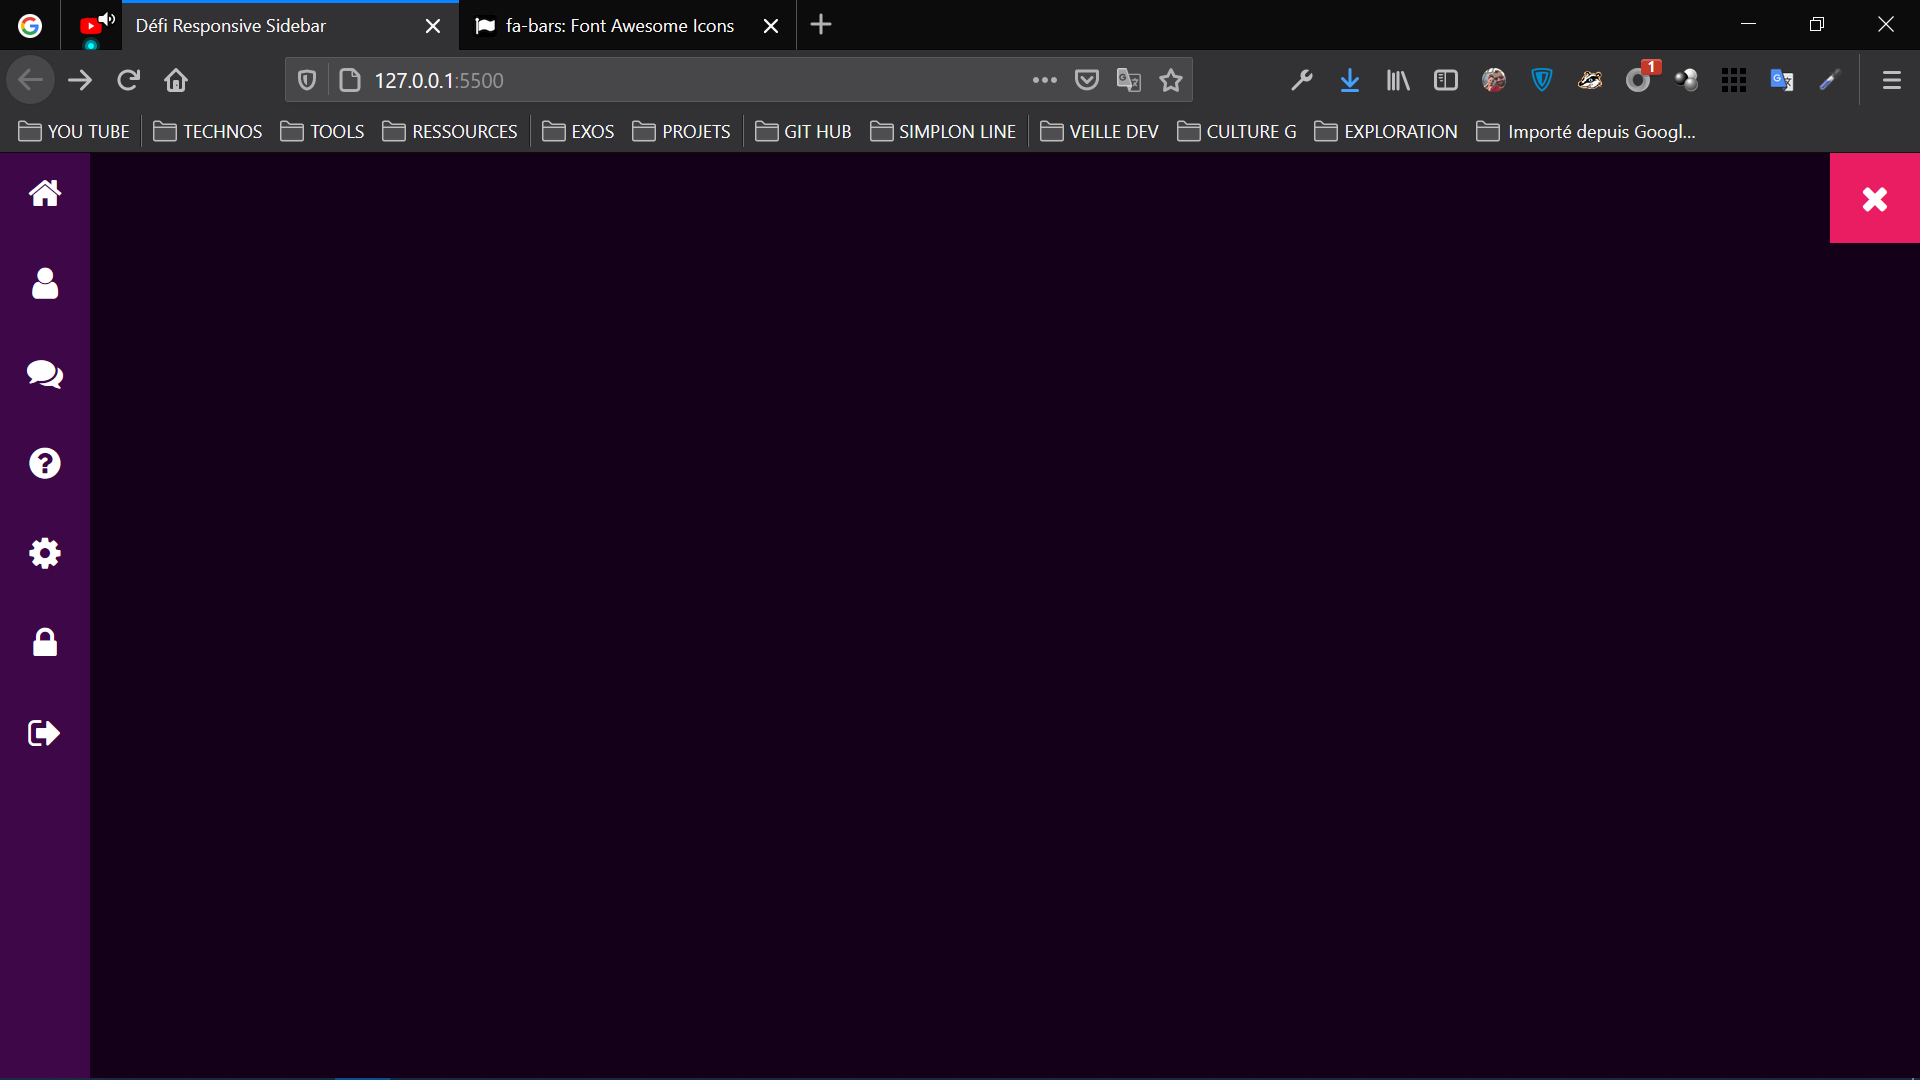 Défi Responsive Sidebar
fa-bars: Font Awesome Icons
127.0.0.1:5500
1
YOU TUBE
TECHNOS
TOOLS
RESSOURCES
EXOS
PROJETS
GIT HUB
SIMPLON LINE
VEILLE DEV
CULTURE G
EXPLORATION
Importé depuis Googl...